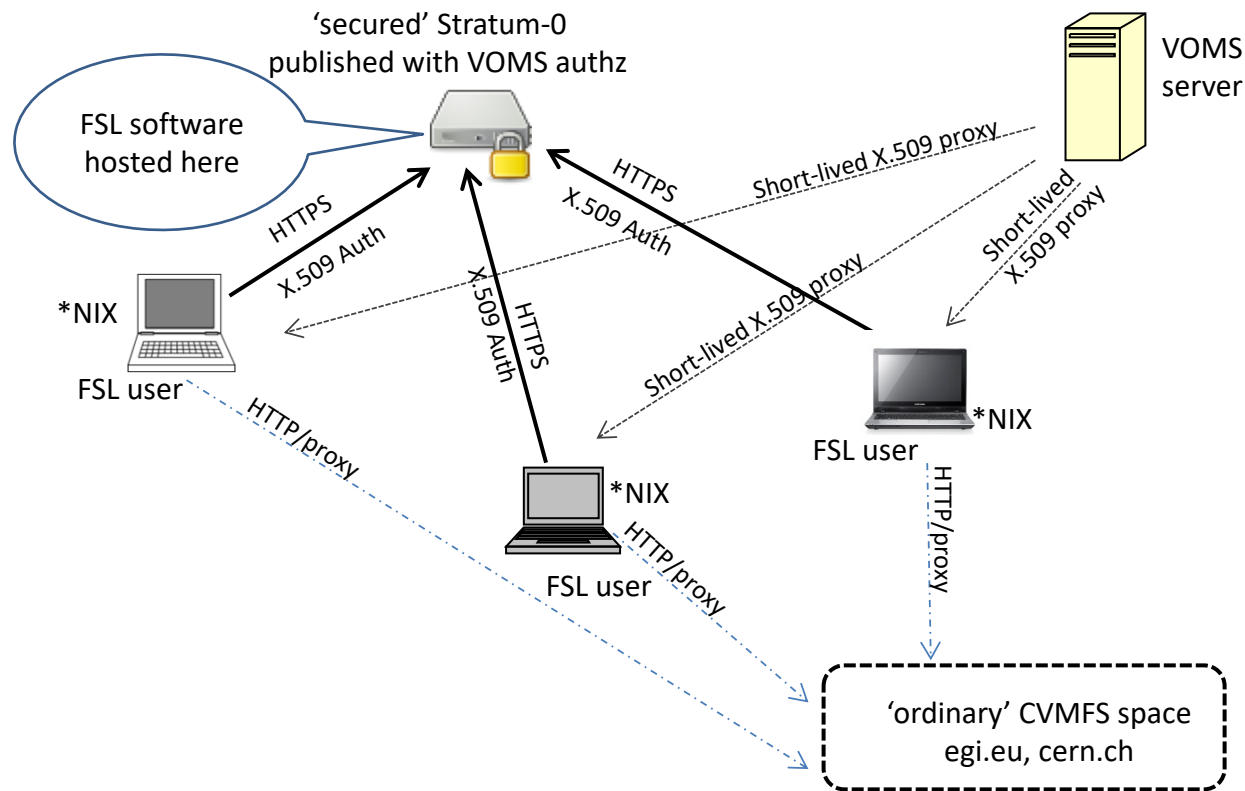 ‘secured’ Stratum-0
published with VOMS authz
VOMS
server
FSL software
hosted here
HTTPS
X.509 Auth
HTTPS
X.509 Auth
HTTPS
X.509 Auth
Short-lived X.509 proxy
Short-lived X.509 proxy
Short-lived
X.509 proxy
*NIX
FSL user
*NIX
FSL user
*NIX
FSL user
HTTP/proxy
HTTP/proxy
HTTP/proxy
‘ordinary’ CVMFS space
egi.eu, cern.ch